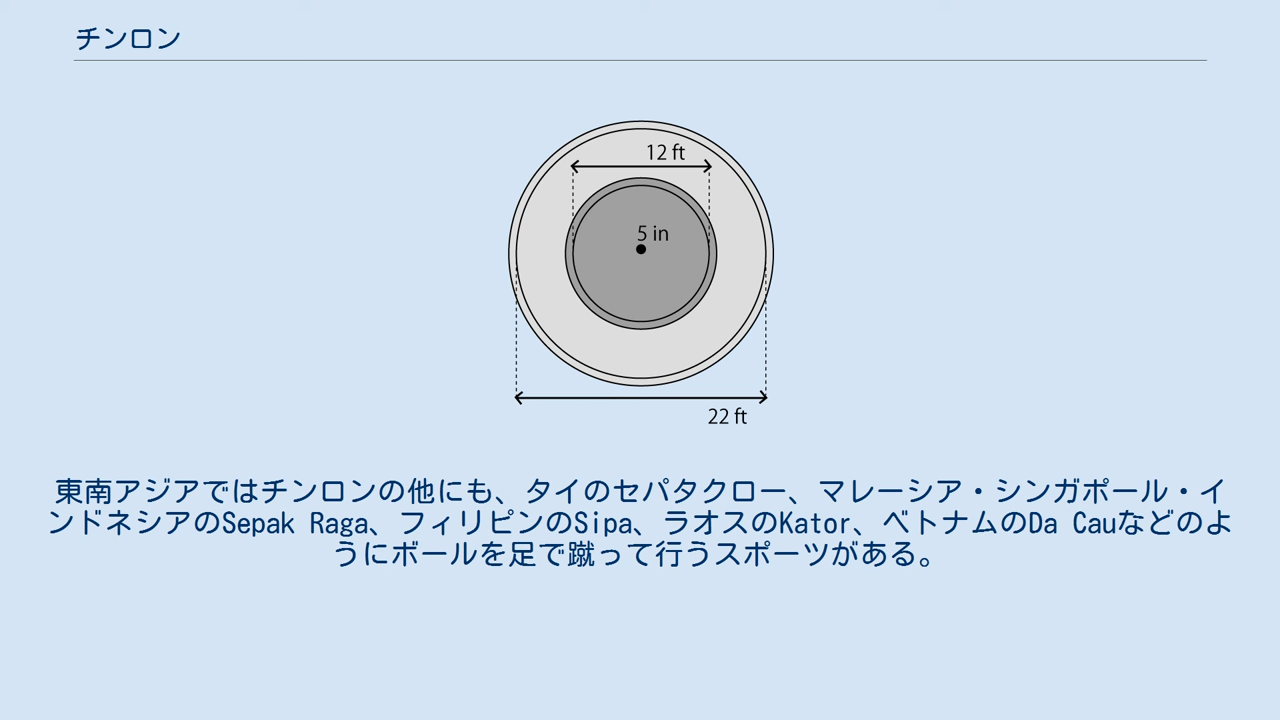 チンロン
12 ft
5 in
22 ft
東南アジアではチンロンの他にも、タイのセパタクロー、マレーシア・シンガポール・イ
ンドネシアのSepak Raga、フィリピンのSipa、ラオスのKator、ベトナムのDa Cauなどのよ
うにボールを足で蹴って行うスポーツがある。